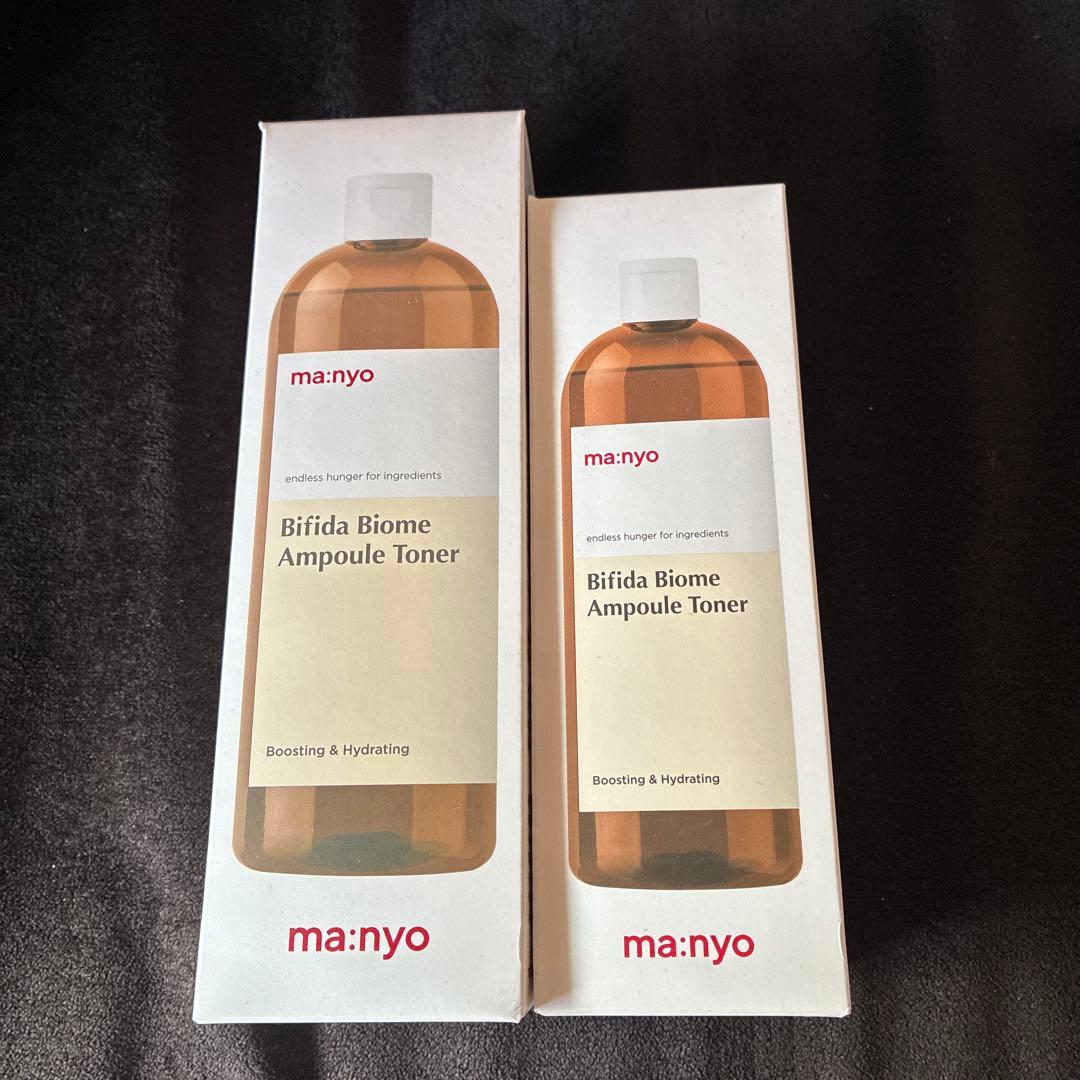 ma:nyo
endless hunger for ingredients
Bifida Biome
Ampoule Toner
Boosting & Hydrating
ma:nyo
ma:nyo
endless hunger for ingredients
Bifida Biome
Ampoule Toner
Boosting & Hydrating
ma:nyo